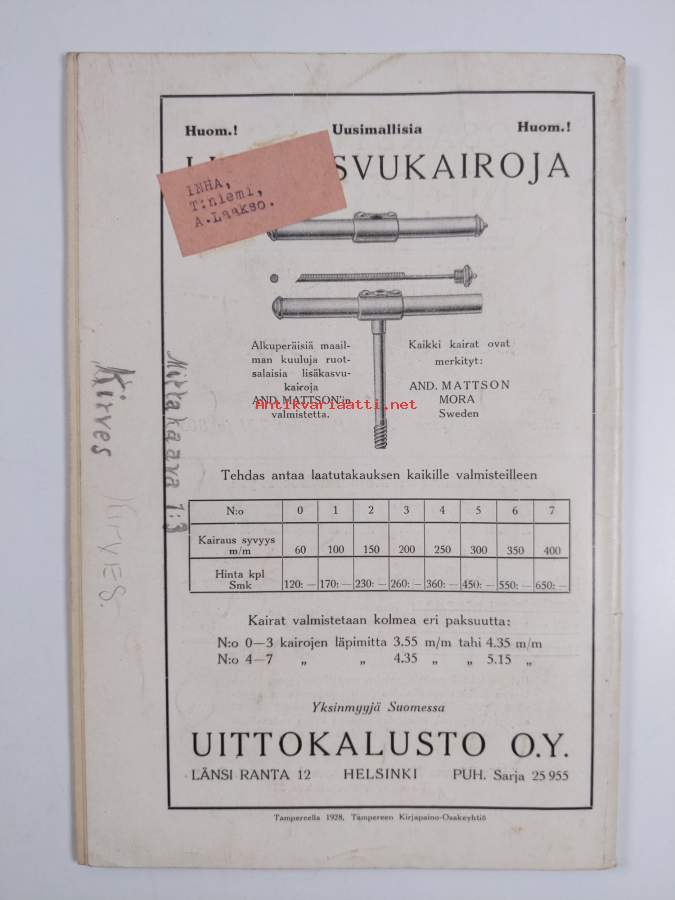 Huom.! Uusimallisia Huom.!
SVUKAIROJA
INHA,
T:niemi,
A.Laakso.
Alkuperäisiä maail-
man kuuluja ruot-
salaisia lisäkasvu-
kairoja
AND. MATTSON'in
valmistetta.
Kaikki kairat ovat
merkityt:
AND. MATTSON
MORA
Sweden
Antikvariaatti.net
Tehdas antaa laatutakauksen kaikille valmisteilleen
N:o 0 1 2 3 4 5 6 7
Kairaus syvyys
m/m 60 100 150 200 250 300 350 400
Hinta kpl
Smk 120:— 170:— 230:— 260:— 360:— 450:— 550:— 650:—
Kairat valmistetaan kolmea eri paksuutta:
N:o 0—3 kairojen läpimitta 3.55 m/m tahi 4.35 m/m
N:o 4—7 „ „ 4.35 „ „ 5.15 „
Yksinmyyjä Suomessa
UITTOKALUSTO O.Y.
LÄNSI RANTA 12 HELSINKI PUH. Sarja 25 955
Tampereella 1928, Tampereen Kirjapaino-Osakeyhtiö
Mittakaava 1:3
Kirves
KIRVES.